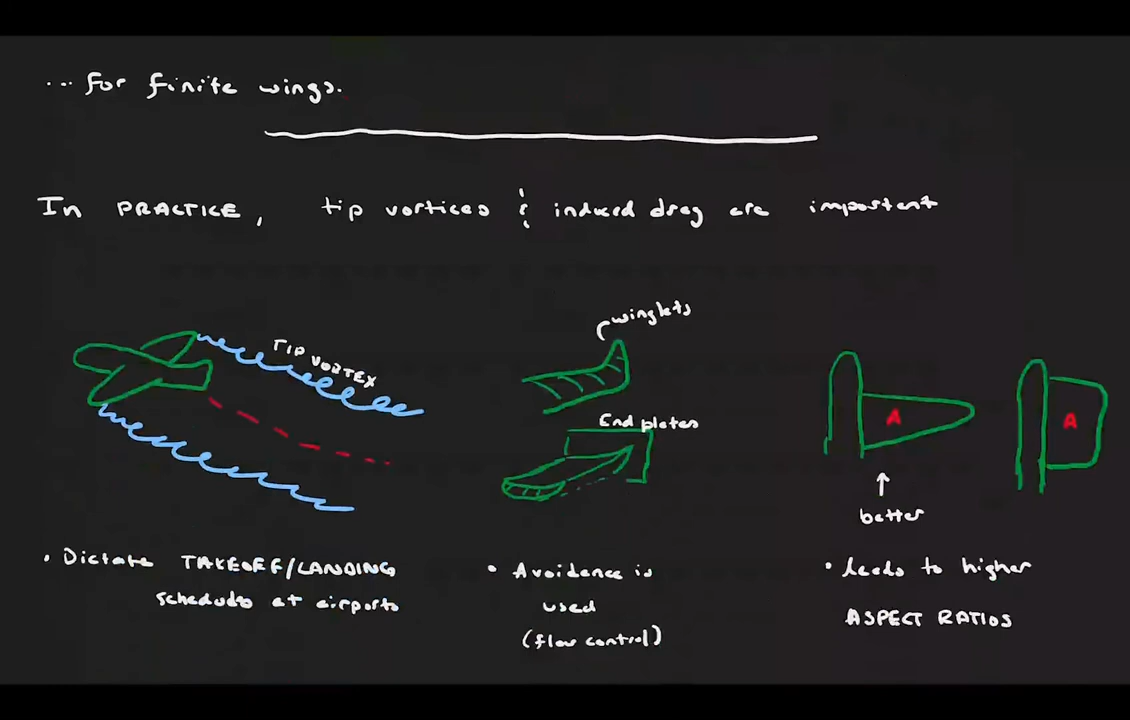 ... for finite wings.
In PRACTICE, tip vortices & induced drag are important
winglets
TIP VORTEX
End plates
A
A
better
• Dictate TAKEOFF/LANDING
schedules at airports
• Avoidence is
used
(flow control)
• leads to higher
ASPECT RATIOS